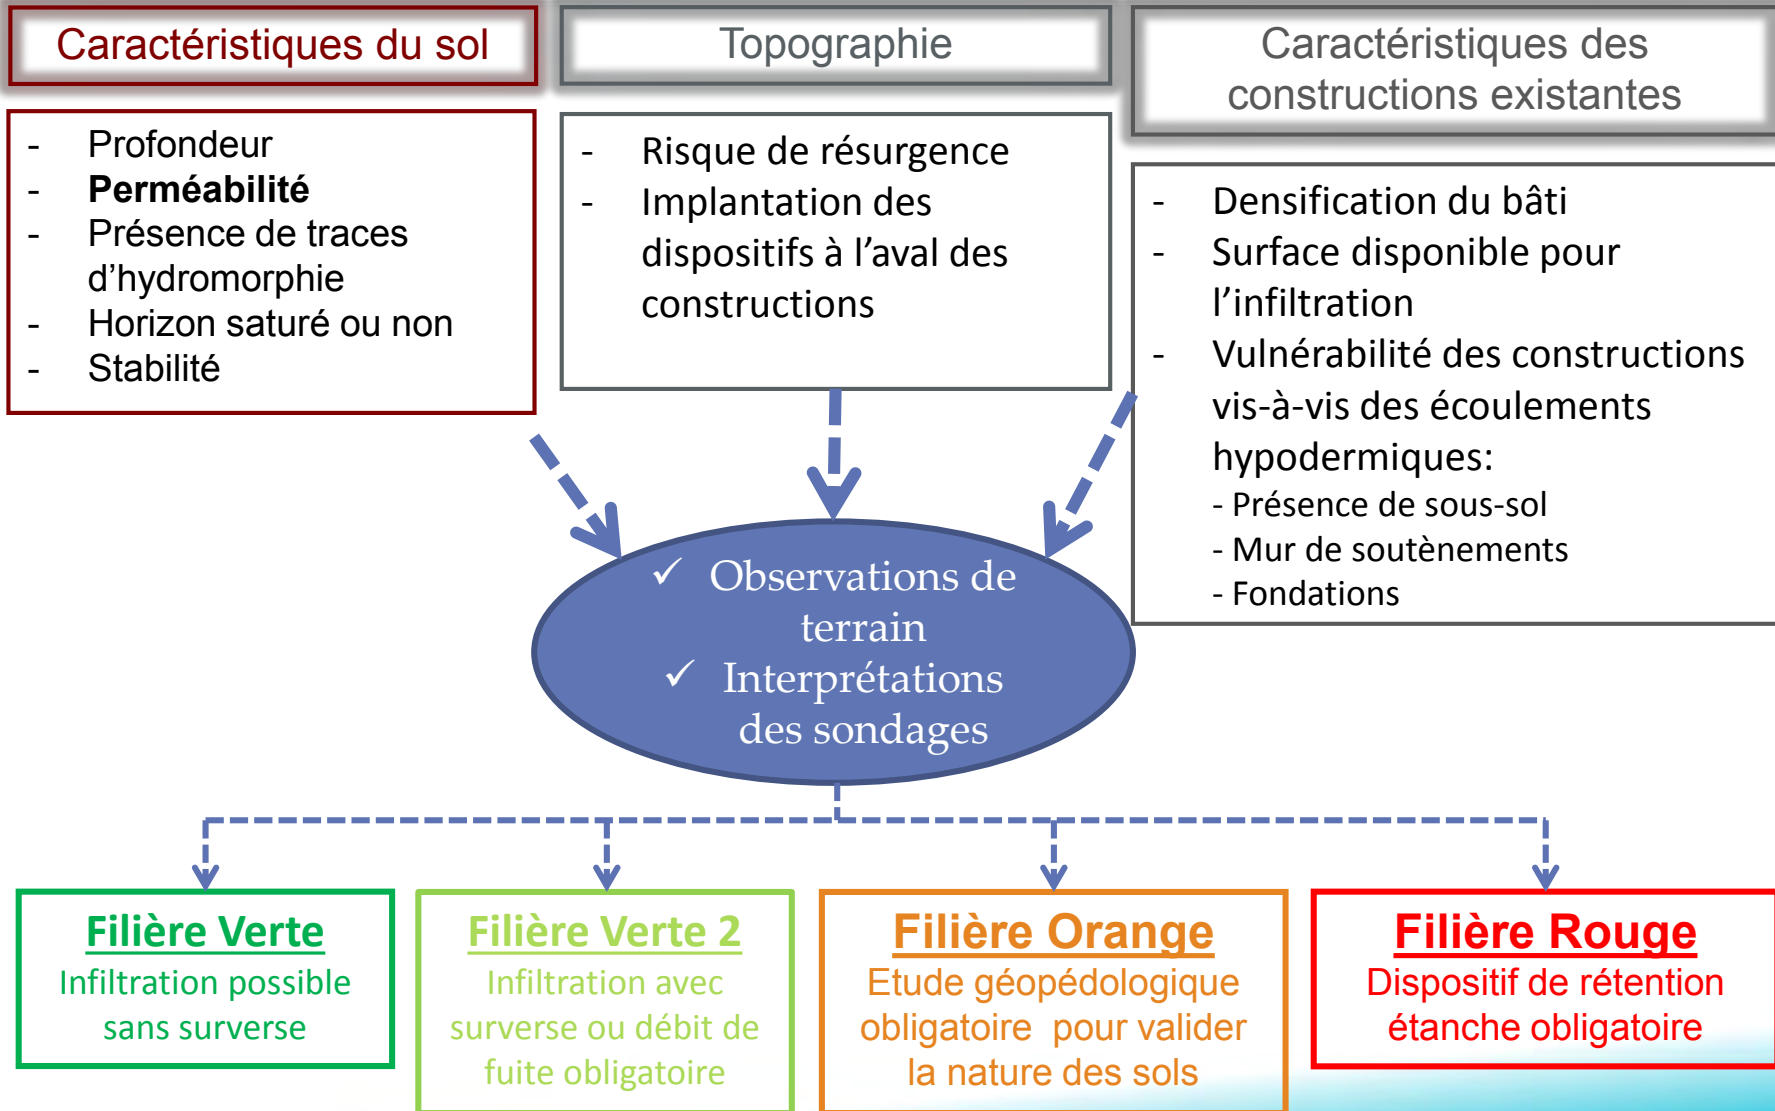 Caractéristiques du sol
- Profondeur
- Perméabilité
- Présence de traces
d'hydromorphie
- Horizon saturé ou non
- Stabilité
Topographie
- Risque de résurgence
- Implantation des
dispositifs à l'aval des
constructions
Caractéristiques des
constructions existantes
- Densification du bâti
- Surface disponible pour
l'infiltration
- Vulnérabilité des constructions
vis-à-vis des écoulements
hypodermiques:
- Présence de sous-sol
- Mur de soutènements
- Fondations
✓ Observations de
terrain
✓ Interprétations
des sondages
Filière Verte
Infiltration possible
sans surverse
Filière Verte 2
Infiltration avec
surverse ou débit de
fuite obligatoire
Filière Orange
Etude géopédologique
obligatoire pour valider
la nature des sols
Filière Rouge
Dispositif de rétention
étanche obligatoire